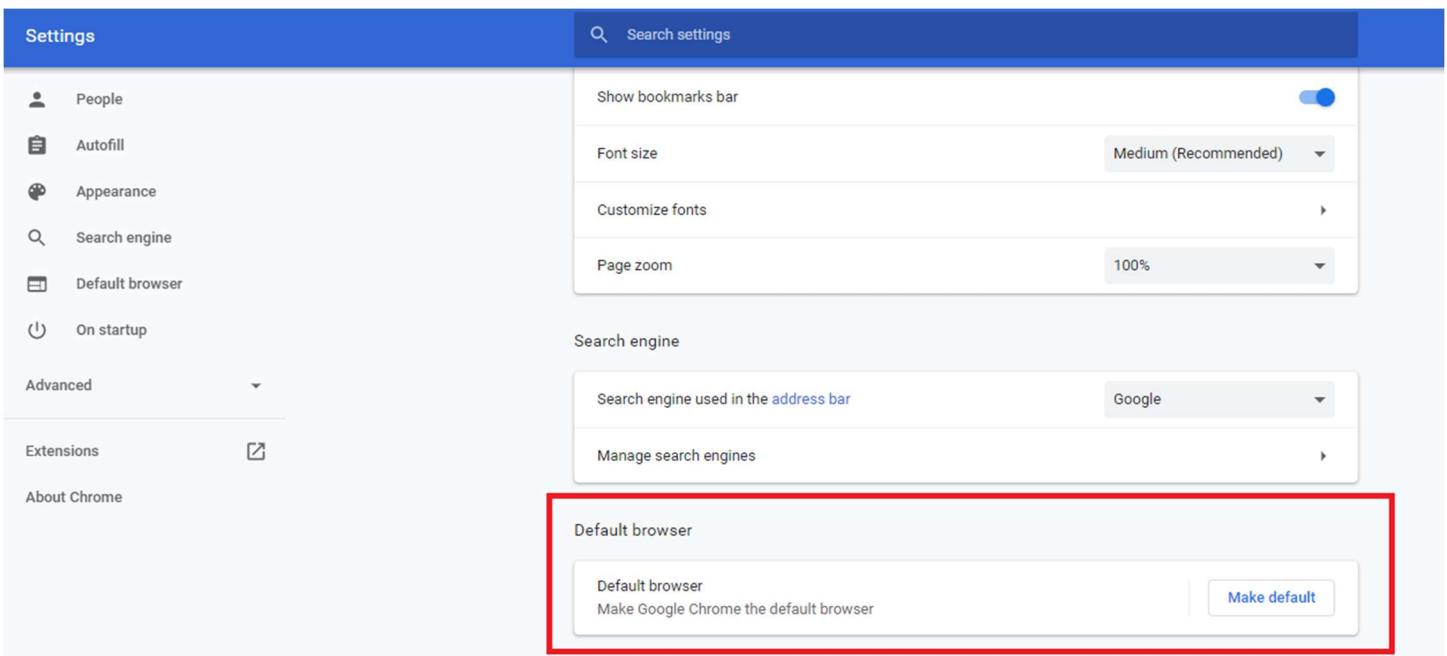 Settings
Search settings
People
Autofill
Appearance
Search engine
Default browser
On startup
Advanced
Extensions
About Chrome
Show bookmarks bar
Font size
Medium (Recommended)
Customize fonts
Page zoom
100%
Search engine
Search engine used in the address bar
Google
Manage search engines
Default browser
Default browser
Make Google Chrome the default browser
Make default